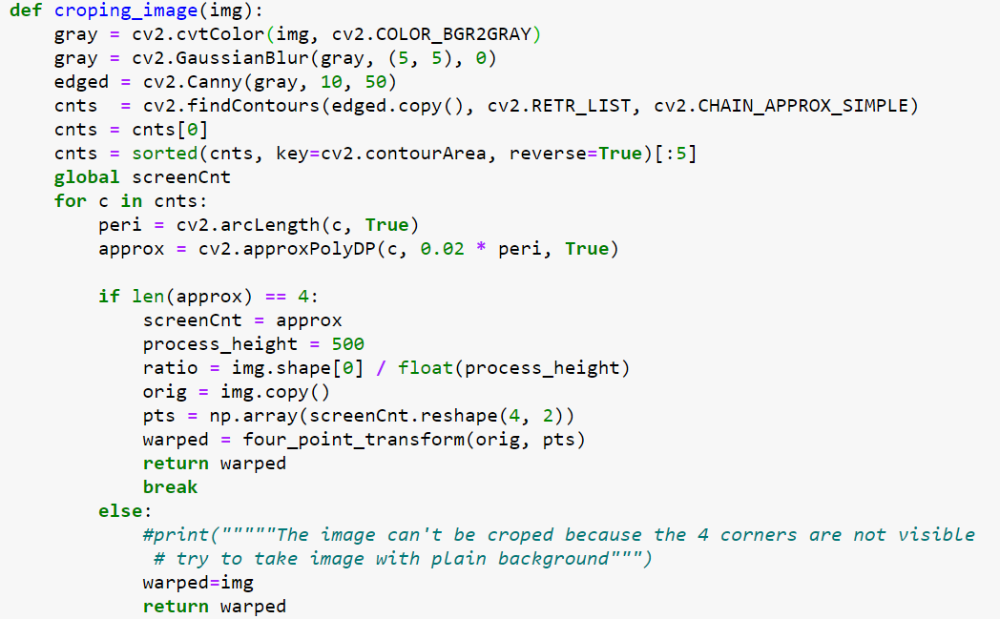 def croping_image(img):
    gray = cv2.cvtColor(img, cv2.COLOR_BGR2GRAY)
    gray = cv2.GaussianBlur(gray, (5, 5), 0)
    edged = cv2.Canny(gray, 10, 50)
    cnts  = cv2.findContours(edged.copy(), cv2.RETR_LIST, cv2.CHAIN_APPROX_SIMPLE)
    cnts = cnts[0]
    cnts = sorted(cnts, key=cv2.contourArea, reverse=True)[:5]
    global screenCnt
    for c in cnts:
        peri = cv2.arcLength(c, True)
        approx = cv2.approxPolyDP(c, 0.02 * peri, True)

        if len(approx) == 4:
            screenCnt = approx
            process_height = 500
            ratio = img.shape[0] / float(process_height)
            orig = img.copy()
            pts = np.array(screenCnt.reshape(4, 2))
            warped = four_point_transform(orig, pts)
            return warped
            break
        else:
            #print("""""The image can't be croped because the 4 corners are not visible
             # try to take image with plain background""")
            warped=img
            return warped